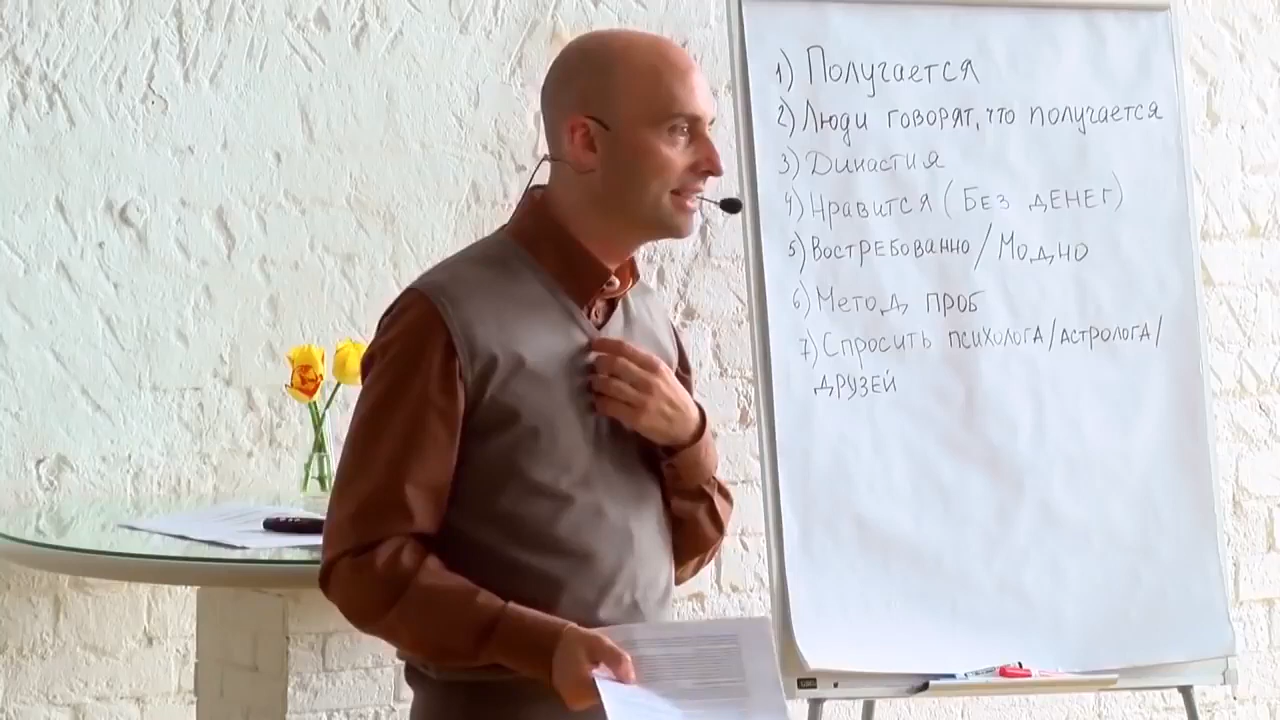 1) Получается
2) Люди говорят, что получается
3) Династия
4) Нравится (Без денег)
5) Востребованно/Модно
6) Метод проб
7) Спросить психолога/астролога/
друзей